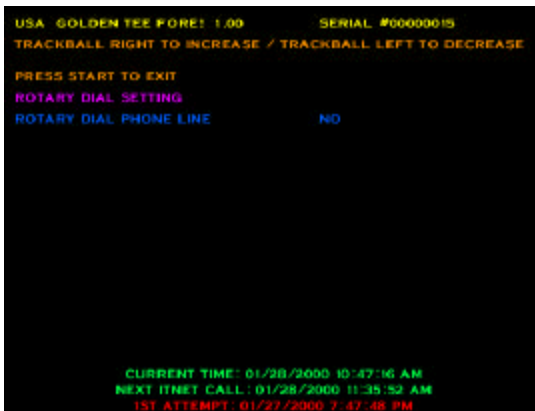 USA GOLDEN TEE FORE! 1.00 SERIAL #00000015
TRACKBALL RIGHT TO INCREASE / TRACKBALL LEFT TO DECREASE
PRESS START TO EXIT
ROTARY DIAL SETTING
ROTARY DIAL PHONE LINE NO
CURRENT TIME: 01/28/2000 10:47:16 AM
NEXT ITNET CALL: 01/28/2000 11:35:52 AM
1ST ATTEMPT: 01/27/2000 7:47:48 PM